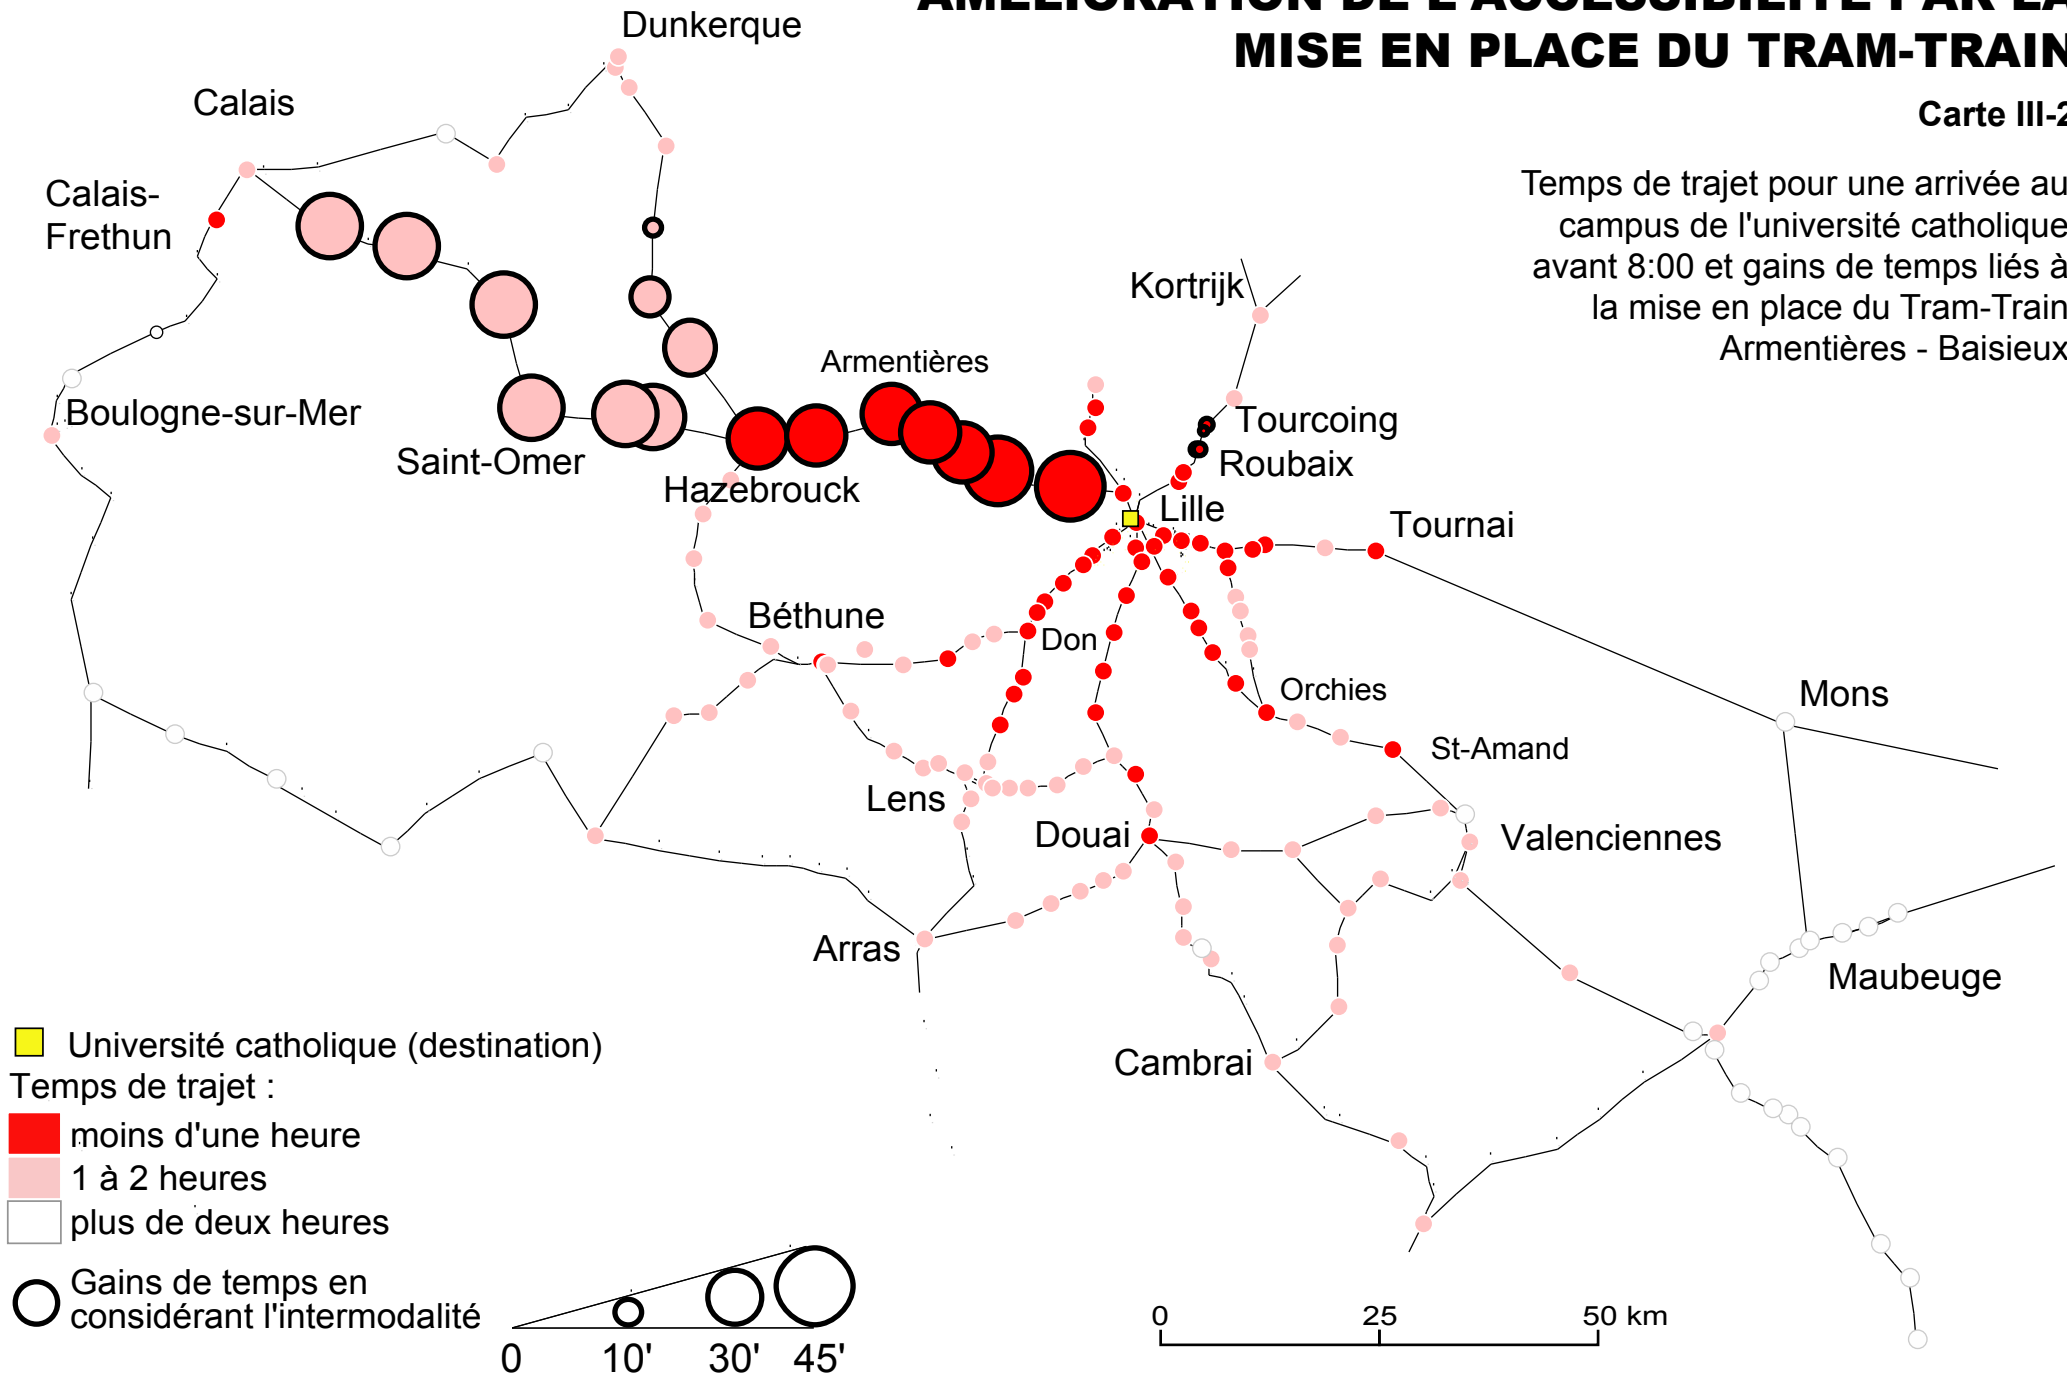 AMÉLIORATION DE L'ACCESSIBILITÉ PAR LA
MISE EN PLACE DU TRAM-TRAIN
Carte III-2
Temps de trajet pour une arrivée au
campus de l'université catholique
avant 8:00 et gains de temps liés à
la mise en place du Tram-Train
Armentières - Baisieux
Dunkerque
Calais
Calais-
Frethun
Kortrijk
Armentières
Boulogne-sur-Mer
Tourcoing
Saint-Omer
Roubaix
Hazebrouck
Lille
Tournai
Béthune
Don
Orchies
Mons
St-Amand
Lens
Douai
Valenciennes
Arras
Maubeuge
Cambrai
Université catholique (destination)
Temps de trajet :
moins d'une heure
1 à 2 heures
plus de deux heures
Gains de temps en
considérant l'intermodalité
0 10' 30' 45'
0 25 50 km